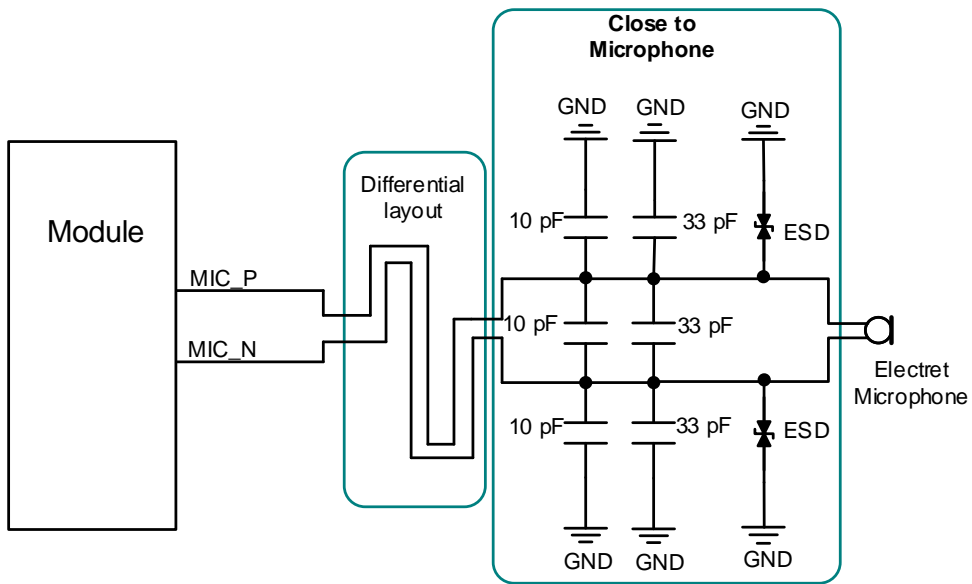 Close to
Microphone
GND
GND
GND
Differential
layout
Module
10 pF
33 pF
ESD
MIC_P
10 pF
33 pF
MIC_N
Electret
Microphone
10 pF
33 pF
ESD
GND
GND
GND